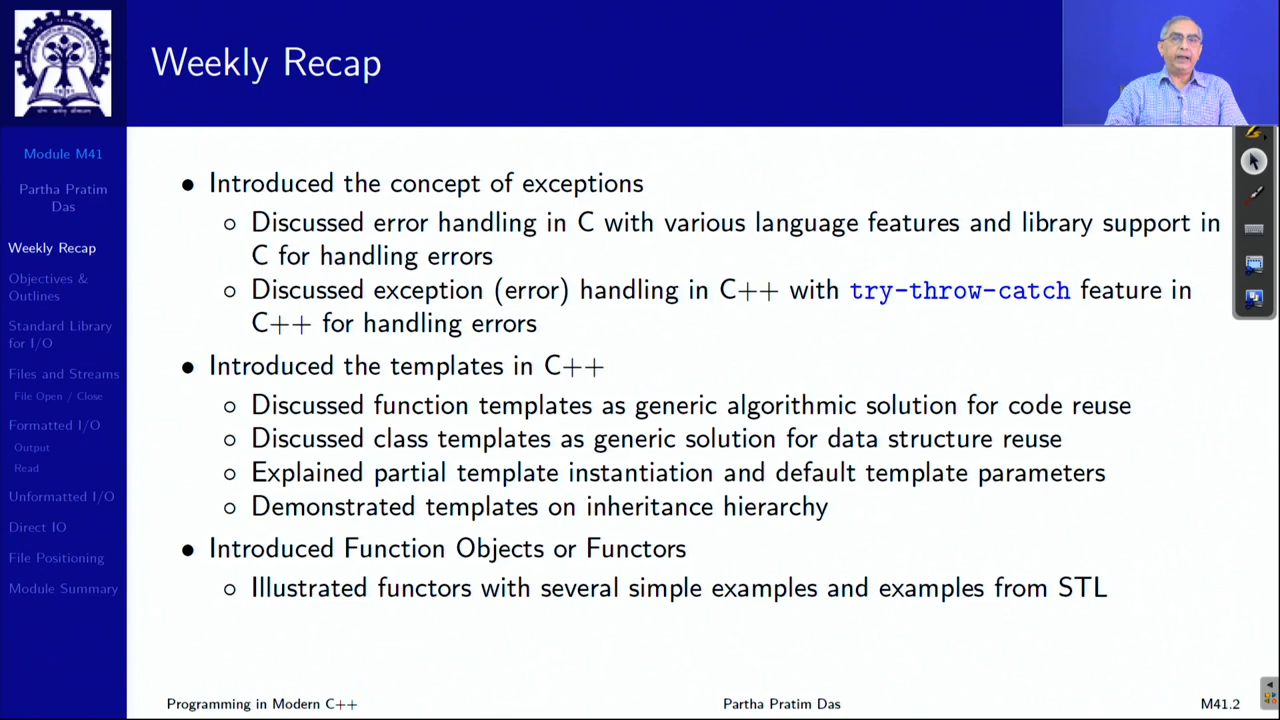 Weekly Recap
Module M41
Partha Pratim
Das
Weekly Recap
Objectives &
Outlines
Standard Library
for I/O
Files and Streams
File Open / Close
Formatted I/O
Output
Read
Unformatted I/O
Direct IO
File Positioning
Module Summary
• Introduced the concept of exceptions
◦ Discussed error handling in C with various language features and library support in
C for handling errors
◦ Discussed exception (error) handling in C++ with try-throw-catch feature in
C++ for handling errors
• Introduced the templates in C++
◦ Discussed function templates as generic algorithmic solution for code reuse
◦ Discussed class templates as generic solution for data structure reuse
◦ Explained partial template instantiation and default template parameters
◦ Demonstrated templates on inheritance hierarchy
• Introduced Function Objects or Functors
◦ Illustrated functors with several simple examples and examples from STL
Programming in Modern C++
Partha Pratim Das
M41.2